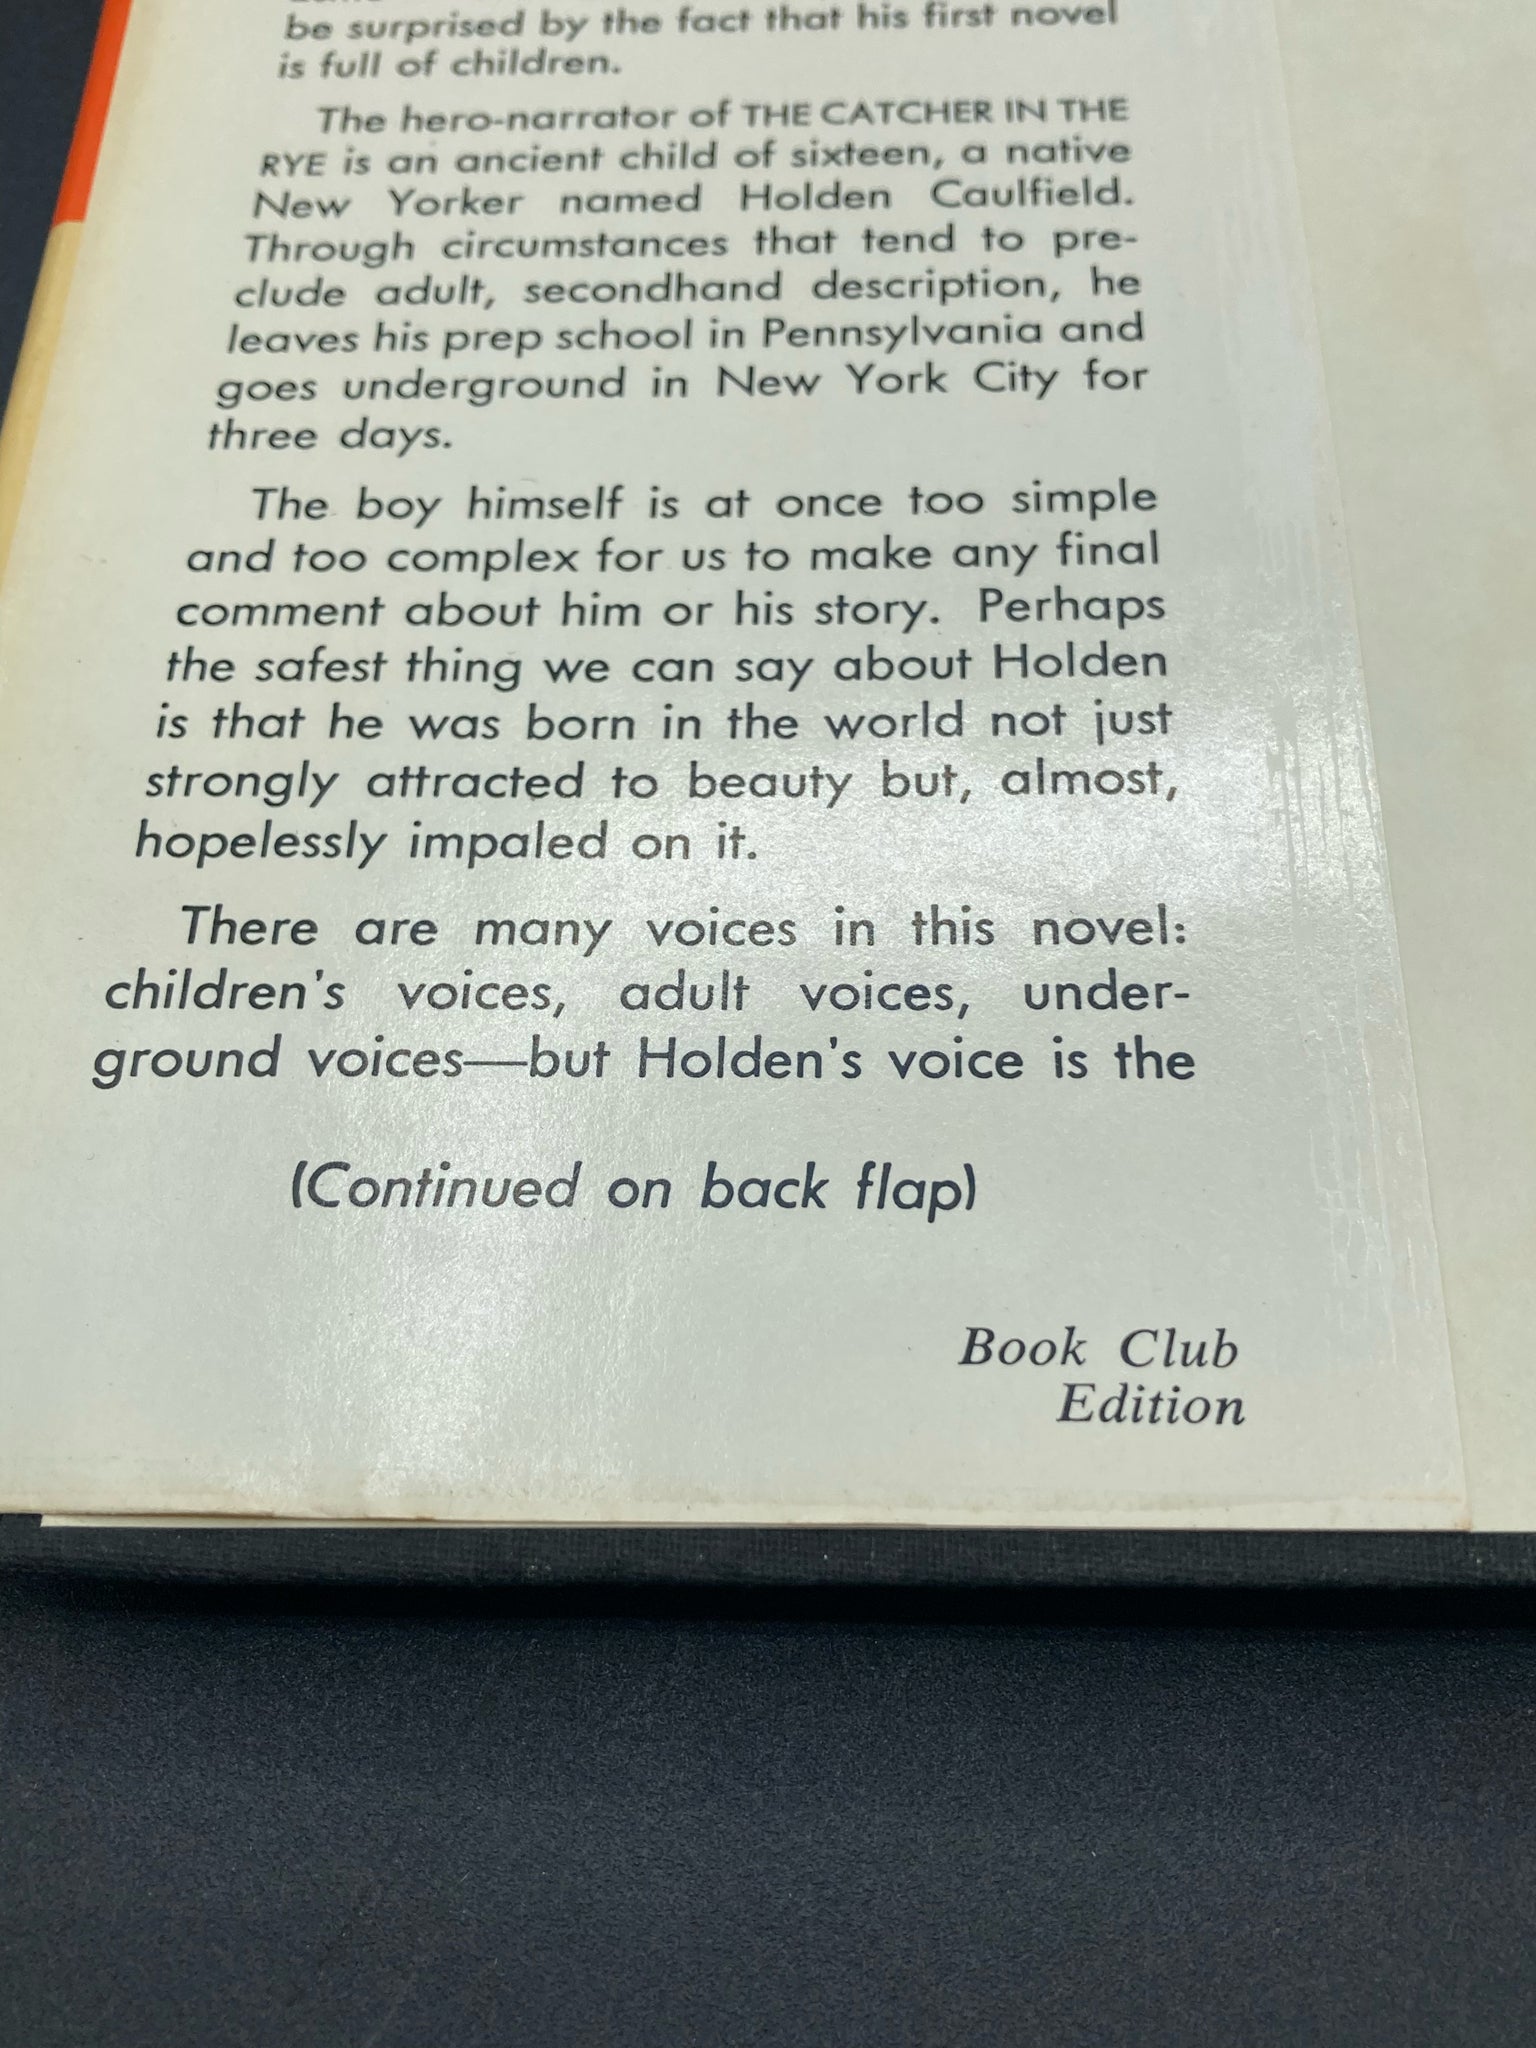 be surprised by the fact that his first novel
is full of children.
The hero-narrator of THE CATCHER IN THE
RYE is an ancient child of sixteen, a native
New Yorker named Holden Caulfield.
Through circumstances that tend to pre-
clude adult, secondhand description, he
leaves his prep school in Pennsylvania and
goes underground in New York City for
three days.
The boy himself is at once too simple
and too complex for us to make any final
comment about him or his story. Perhaps
the safest thing we can say about Holden
is that he was born in the world not just
strongly attracted to beauty but, almost,
hopelessly impaled on it.
There are many voices in this novel:
children's voices, adult voices, under-
ground voices—but Holden's voice is the
(Continued on back flap)
Book Club
Edition